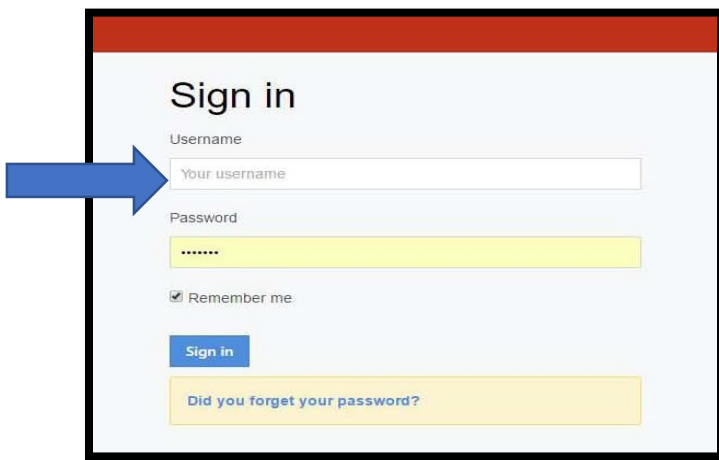 Sign in
Username
Your username
Password
•••••••
Remember me
Sign in
Did you forget your password?